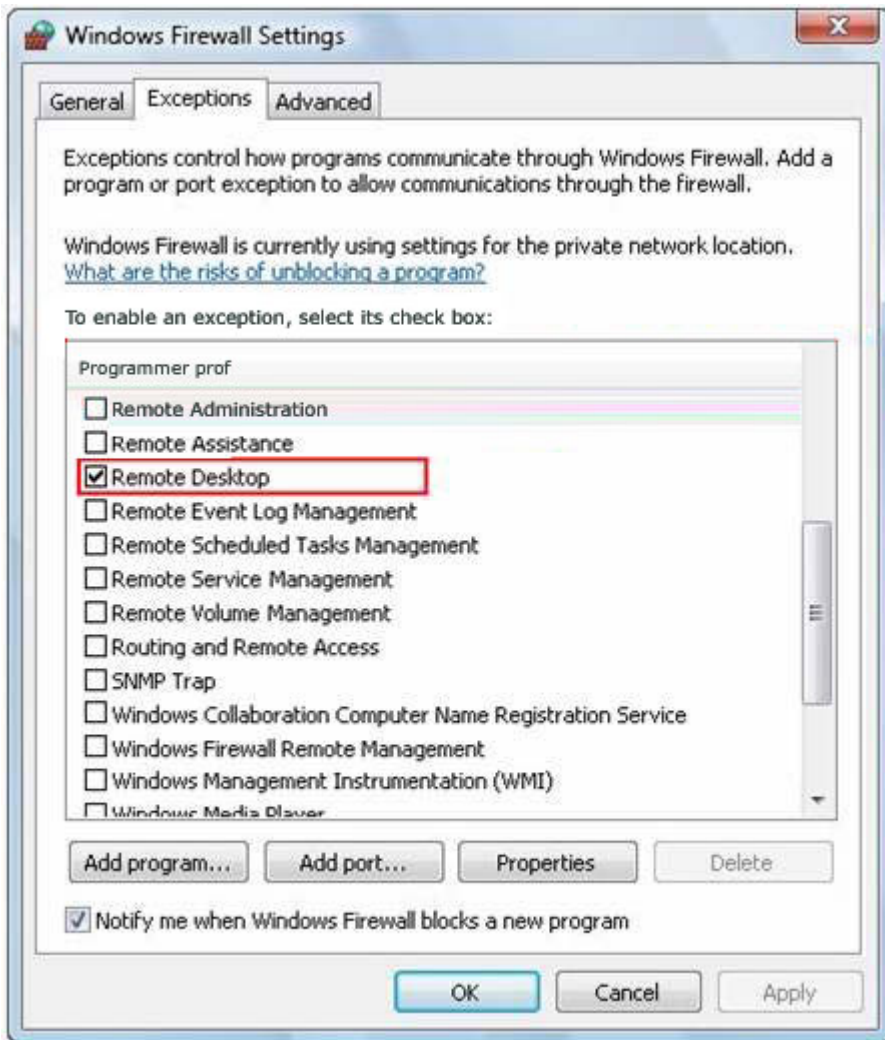 Windows Firewall Settings
General Exceptions Advanced
Exceptions control how programs communicate through Windows Firewall. Add a
program or port exception to allow communications through the firewall.
Windows Firewall is currently using settings for the private network location.
What are the risks of unblocking a program?
To enable an exception, select its check box:
Programmer prof
Remote Administration
Remote Assistance
Remote Desktop
Remote Event Log Management
Remote Scheduled Tasks Management
Remote Service Management
Remote Volume Management
Routing and Remote Access
SNMP Trap
Windows Collaboration Computer Name Registration Service
Windows Firewall Remote Management
Windows Management Instrumentation (WMI)
Windows Media Player
Add program... Add port... Properties Delete
Notify me when Windows Firewall blocks a new program
OK Cancel Apply